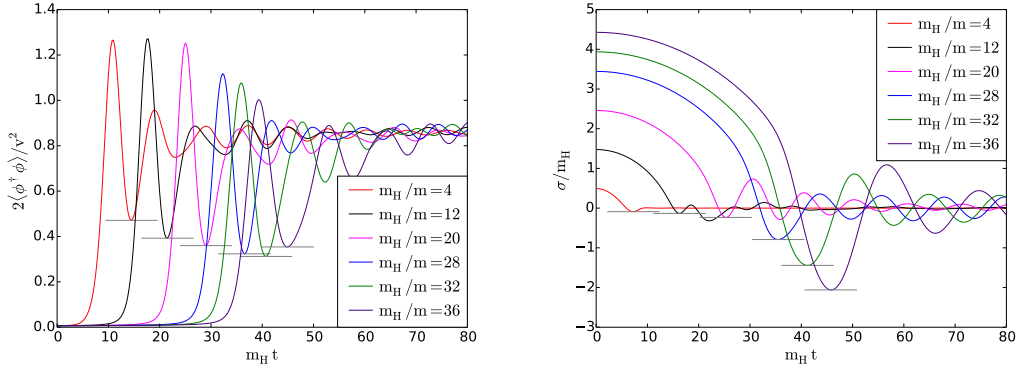 2⟨ϕ† ϕ⟩/v²
1.4
1.2
1.0
0.8
0.6
0.4
0.2
0.0
0 10 20 30 40 50 60 70 80
m_H t
m_H/m=4
m_H/m=12
m_H/m=20
m_H/m=28
m_H/m=32
m_H/m=36
σ/m_H
5
4
3
2
1
0
−1
−2
−3
0 10 20 30 40 50 60 70 80
m_H t
m_H/m=4
m_H/m=12
m_H/m=20
m_H/m=28
m_H/m=32
m_H/m=36